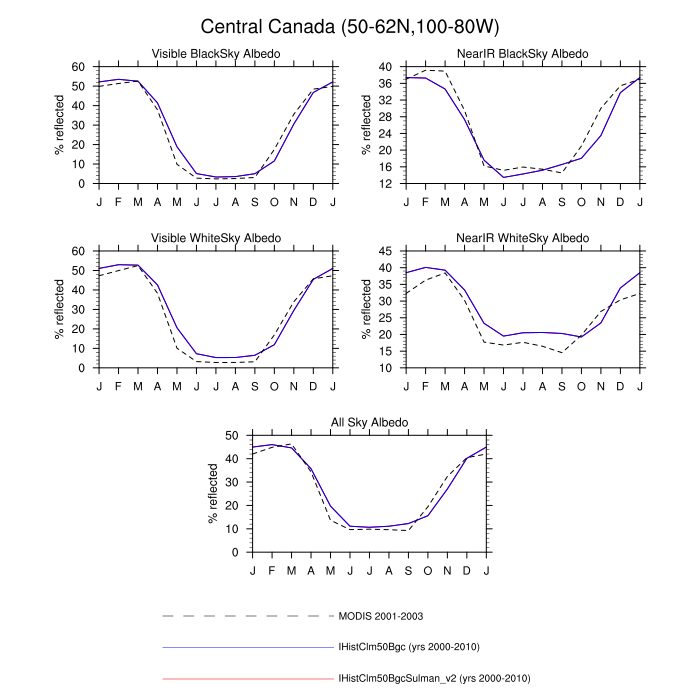 Central Canada (50-62N,100-80W)
Visible BlackSky Albedo
% reflected
60
50
40
30
20
10
0
J F M A M J J A S O N D J
NearIR BlackSky Albedo
% reflected
40
36
32
28
24
20
16
12
J F M A M J J A S O N D J
Visible WhiteSky Albedo
% reflected
60
50
40
30
20
10
0
J F M A M J J A S O N D J
NearIR WhiteSky Albedo
% reflected
45
40
35
30
25
20
15
10
J F M A M J J A S O N D J
All Sky Albedo
% reflected
50
40
30
20
10
0
J F M A M J J A S O N D J
MODIS 2001-2003
IHistClm50Bgc (yrs 2000-2010)
IHistClm50BgcSulman_v2 (yrs 2000-2010)